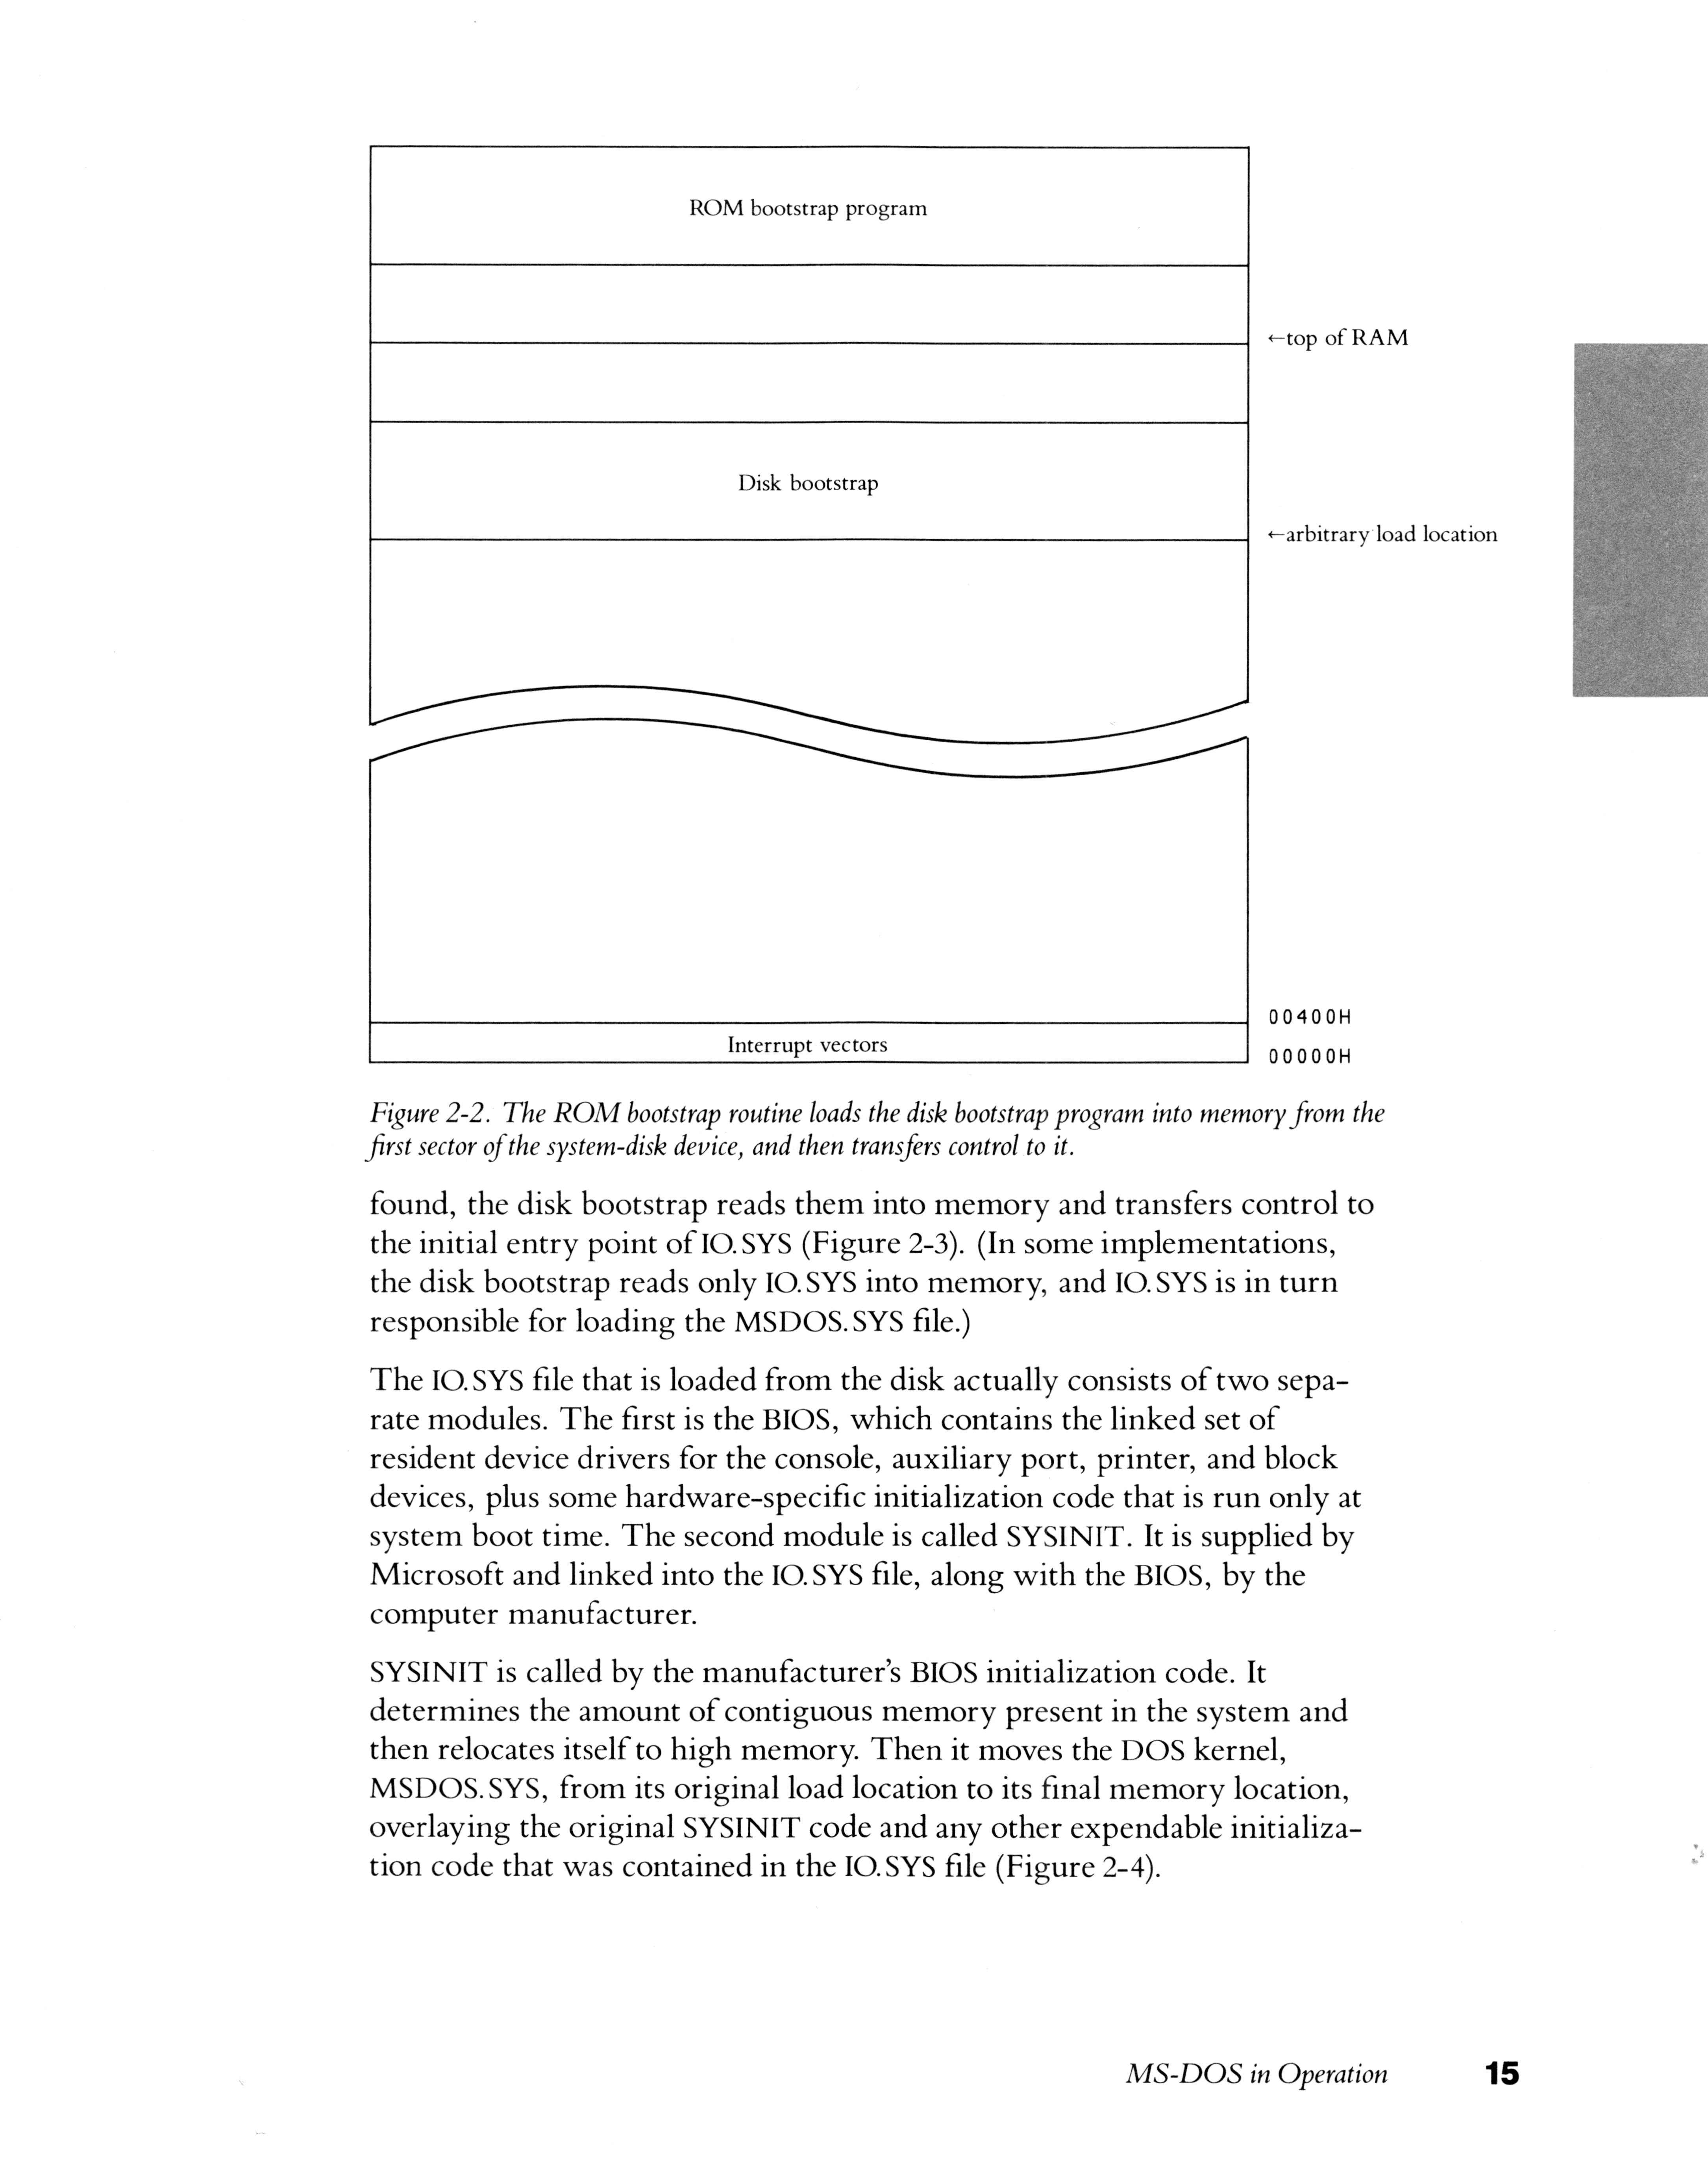 ROM bootstrap program
←top of RAM
Disk bootstrap
←arbitrary load location
00400H
Interrupt vectors
00000H
Figure 2-2. The ROM bootstrap routine loads the disk bootstrap program into memory from the
first sector of the system-disk device, and then transfers control to it.
found, the disk bootstrap reads them into memory and transfers control to
the initial entry point of IO.SYS (Figure 2-3). (In some implementations,
the disk bootstrap reads only IO.SYS into memory, and IO.SYS is in turn
responsible for loading the MSDOS.SYS file.)
The IO.SYS file that is loaded from the disk actually consists of two sepa-
rate modules. The first is the BIOS, which contains the linked set of
resident device drivers for the console, auxiliary port, printer, and block
devices, plus some hardware-specific initialization code that is run only at
system boot time. The second module is called SYSINIT. It is supplied by
Microsoft and linked into the IO.SYS file, along with the BIOS, by the
computer manufacturer.
SYSINIT is called by the manufacturer's BIOS initialization code. It
determines the amount of contiguous memory present in the system and
then relocates itself to high memory. Then it moves the DOS kernel,
MSDOS.SYS, from its original load location to its final memory location,
overlaying the original SYSINIT code and any other expendable initializa-
tion code that was contained in the IO.SYS file (Figure 2-4).
MS-DOS in Operation 15